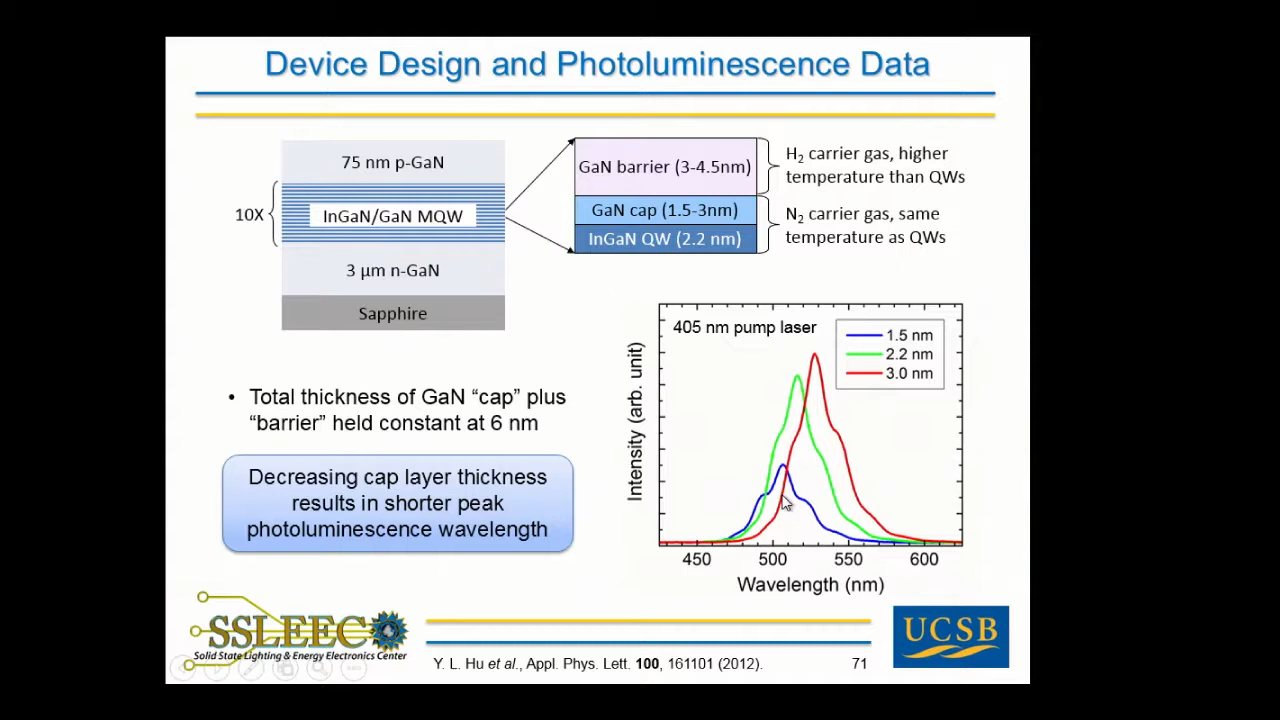 Device Design and Photoluminescence Data
75 nm p-GaN
10X
InGaN/GaN MQW
3 µm n-GaN
Sapphire
GaN barrier (3-4.5nm)
GaN cap (1.5-3nm)
InGaN QW (2.2 nm)
H₂ carrier gas, higher
temperature than QWs
N₂ carrier gas, same
temperature as QWs
• Total thickness of GaN “cap” plus
“barrier” held constant at 6 nm
Decreasing cap layer thickness
results in shorter peak
photoluminescence wavelength
405 nm pump laser
1.5 nm
2.2 nm
3.0 nm
Intensity (arb. unit)
450 500 550 600
Wavelength (nm)
SSLEEC
Solid State Lighting & Energy Electronics Center
Y. L. Hu et al., Appl. Phys. Lett. 100, 161101 (2012).
71
UCSB